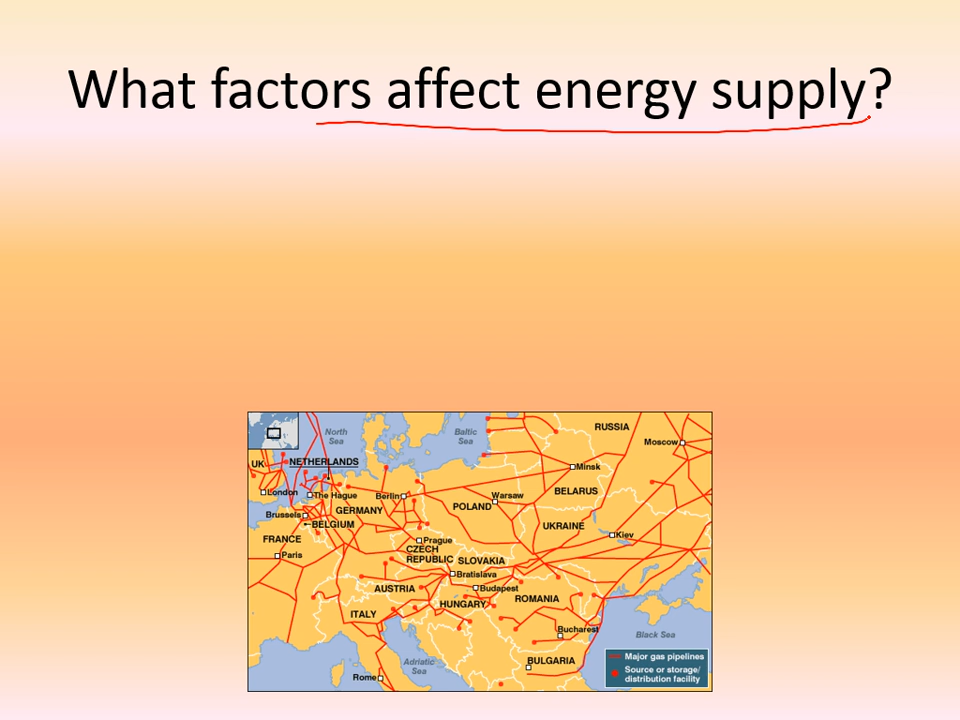 What factors affect energy supply?
North
Sea
Baltic
Sea
RUSSIA
Moscow
UK
NETHERLANDS
Minsk
London
The Hague
Berlin
Warsaw
BELARUS
POLAND
GERMANY
Brussels
BELGIUM
UKRAINE
Kiev
FRANCE
Prague
Paris
CZECH
REPUBLIC
SLOVAKIA
Bratislava
AUSTRIA
Budapest
HUNGARY
ROMANIA
ITALY
Bucharest
Black Sea
Adriatic
Sea
BULGARIA
Rome
Major gas pipelines
Source or storage/
distribution facility